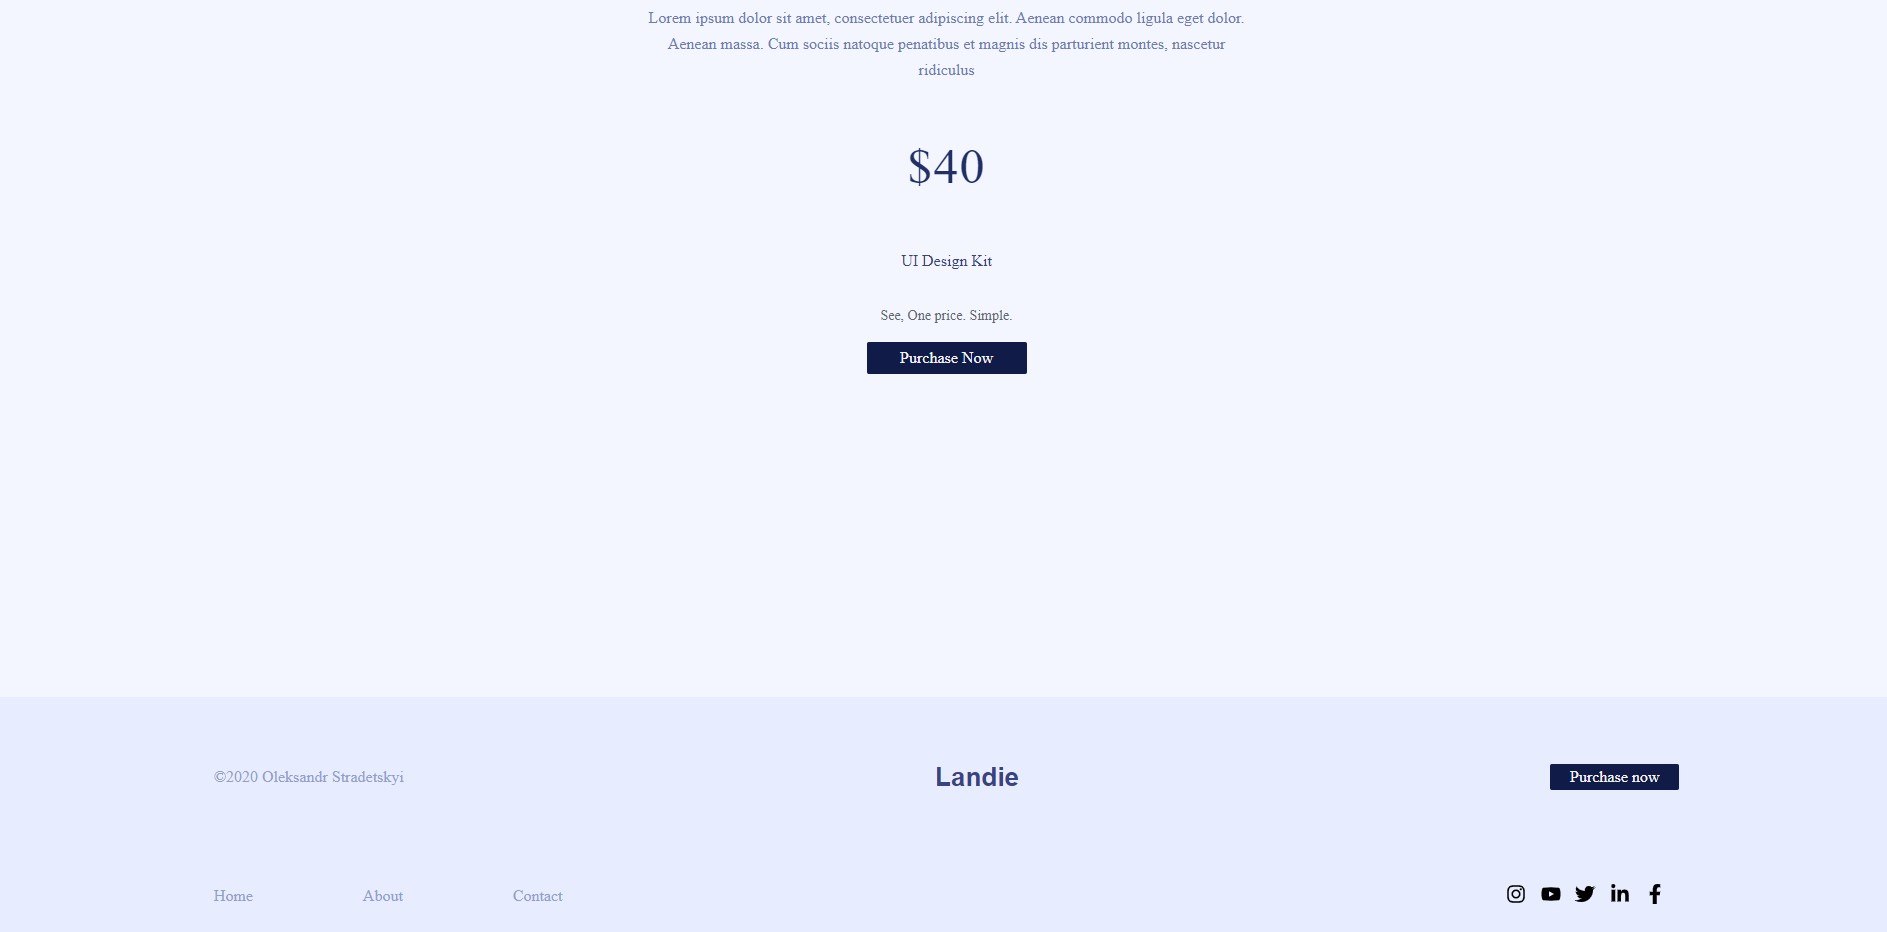 Lorem ipsum dolor sit amet, consectetuer adipiscing elit. Aenean commodo ligula eget dolor.
Aenean massa. Cum sociis natoque penatibus et magnis dis parturient montes, nascetur
ridiculus
$40
UI Design Kit
See, One price. Simple.
Purchase Now
©2020 Oleksandr Stradetskyi
Landie
Purchase now
Home
About
Contact